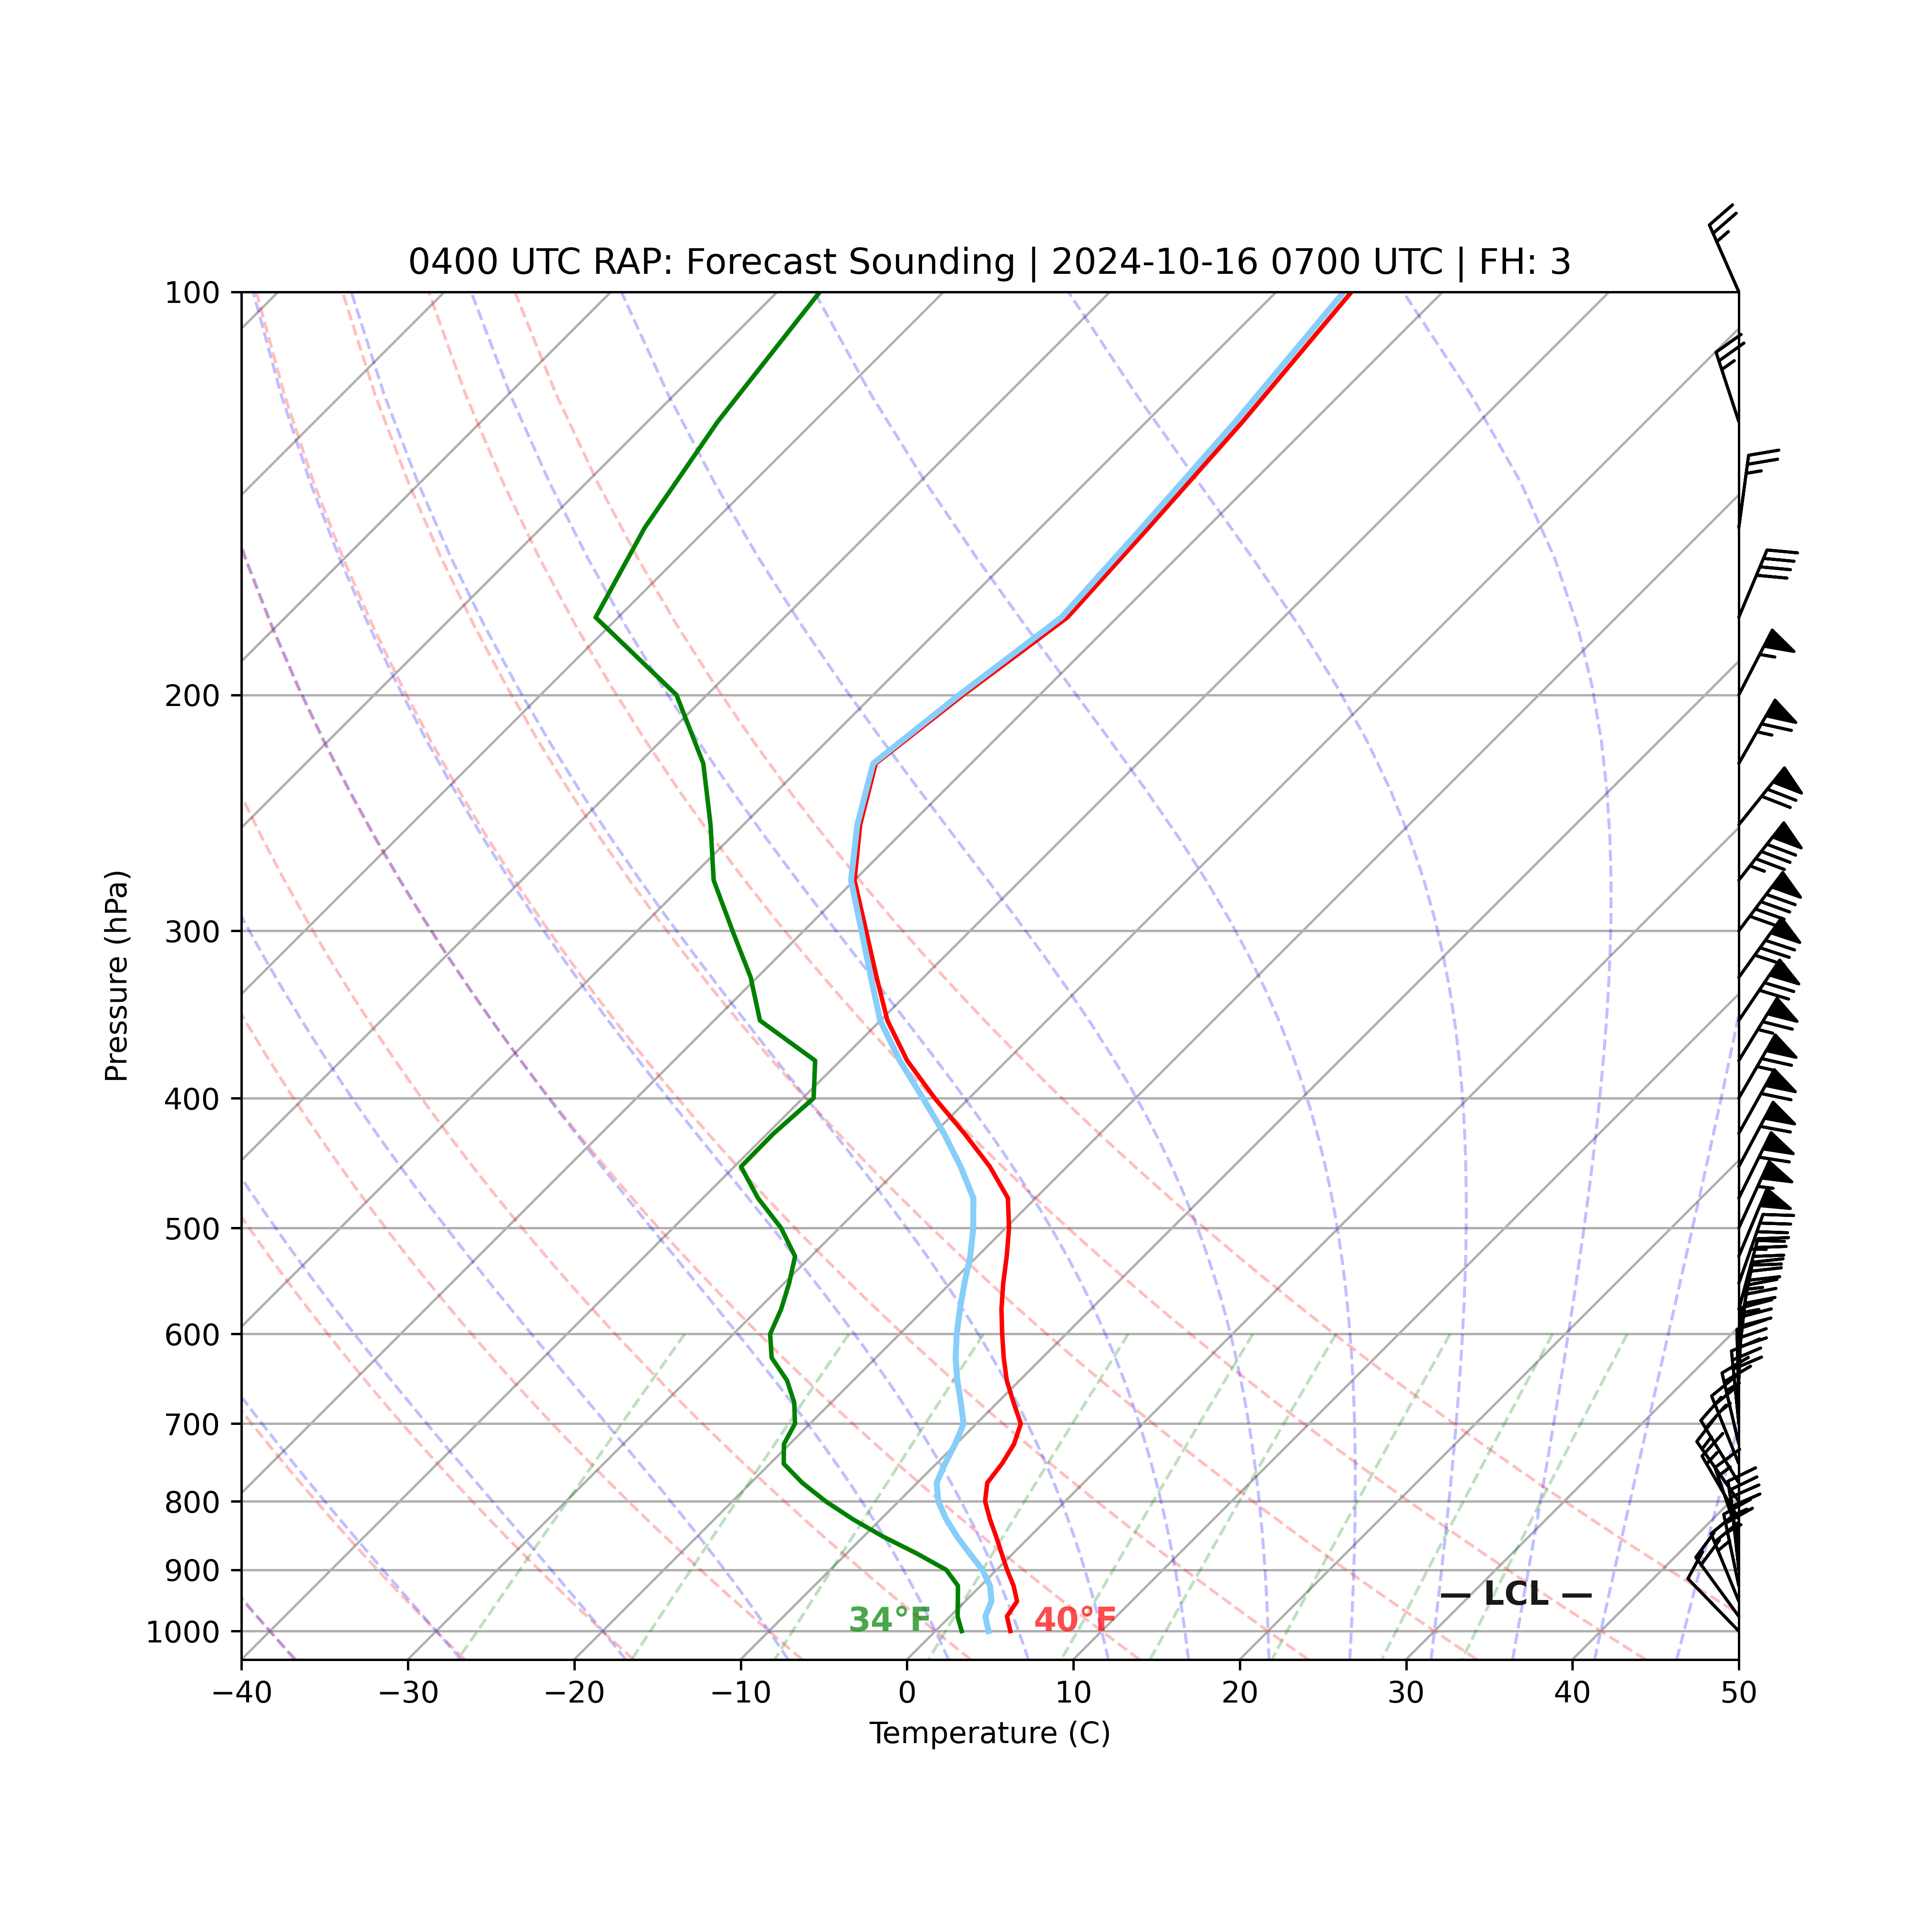 0400 UTC RAP: Forecast Sounding | 2024-10-16 0700 UTC | FH: 3
100
200
300
400
500
600
700
800
900
1000
Pressure (hPa)
— LCL —
34°F 40°F
−40 −30 −20 −10 0 10 20 30 40 50
Temperature (C)